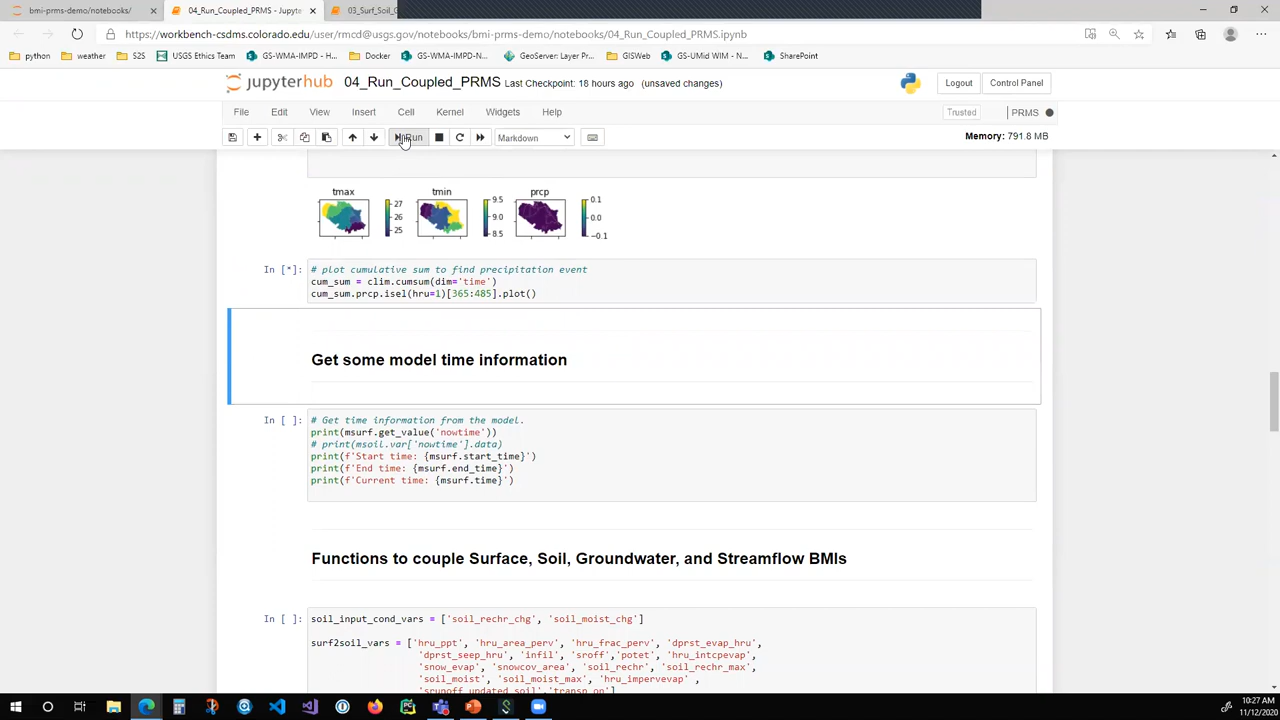 bmi-prms-demo/notebooks/
04_Run_Coupled_PRMS - Jupyter
03_Surf_Soil_G
https://workbench-csdms.colorado.edu/user/rmcd@usgs.gov/notebooks/bmi-prms-demo/notebooks/04_Run_Coupled_PRMS.ipynb
python weather S2S USGS Ethics Team GS-WMA-IMPD - H... Docker GS-WMA-IMPD-N... GeoServer: Layer Pr... GISWeb GS-UMid WIM - N... SharePoint
jupyterhub 04_Run_Coupled_PRMS Last Checkpoint: 18 hours ago (unsaved changes) Logout Control Panel
File Edit View Insert Cell Kernel Widgets Help Trusted PRMS
Run Markdown Memory: 791.8 MB
tmax tmin prcp
27 9.5 0.1
26 9.0 0.0
25 8.5 −0.1
In [*]: # plot cumulative sum to find precipitation event
cum_sum = clim.cumsum(dim='time')
cum_sum.prcp.isel(hru=1)[365:485].plot()
Get some model time information
In [ ]: # Get time information from the model.
print(msurf.get_value('nowtime'))
# print(msoil.var['nowtime'].data)
print(f'Start time: {msurf.start_time}')
print(f'End time: {msurf.end_time}')
print(f'Current time: {msurf.time}')
Functions to couple Surface, Soil, Groundwater, and Streamflow BMIs
In [ ]: soil_input_cond_vars = ['soil_rechr_chg', 'soil_moist_chg']
surf2soil_vars = ['hru_ppt', 'hru_area_perv', 'hru_frac_perv', 'dprst_evap_hru',
'dprst_seep_hru', 'infil', 'sroff','potet', 'hru_intcpevap',
'snow_evap', 'snowcov_area', 'soil_rechr', 'soil_rechr_max',
'soil_moist', 'soil_moist_max', 'hru_impervevap' ,
'srunoff_updated_soil','transp_on']
10:27 AM
11/12/2020